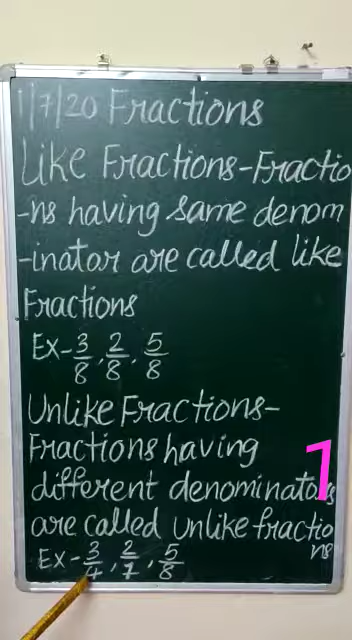 1/7/20 Fractions
Like Fractions-Fractio
-ns having same denom
-inator are called like
Fractions
Ex- 3/8, 2/8, 5/8
Unlike Fractions-
Fractions having
different denominators
are called unlike fractio
ns
Ex- 3/4, 2/7, 5/8
1